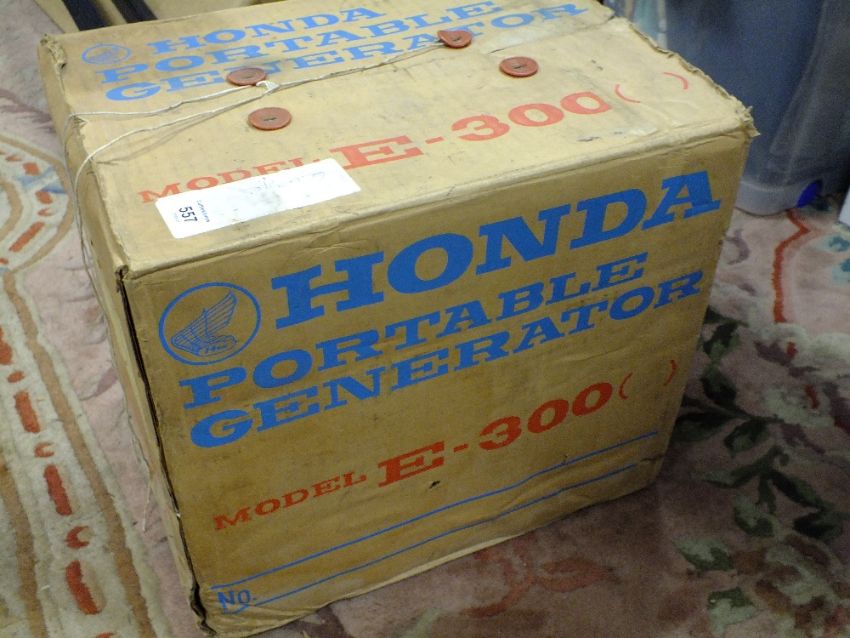 HONDA
PORTABLE
GENERATOR
MODEL E-300( )
557
HONDA
PORTABLE
GENERATOR
MODEL E-300( )
No.